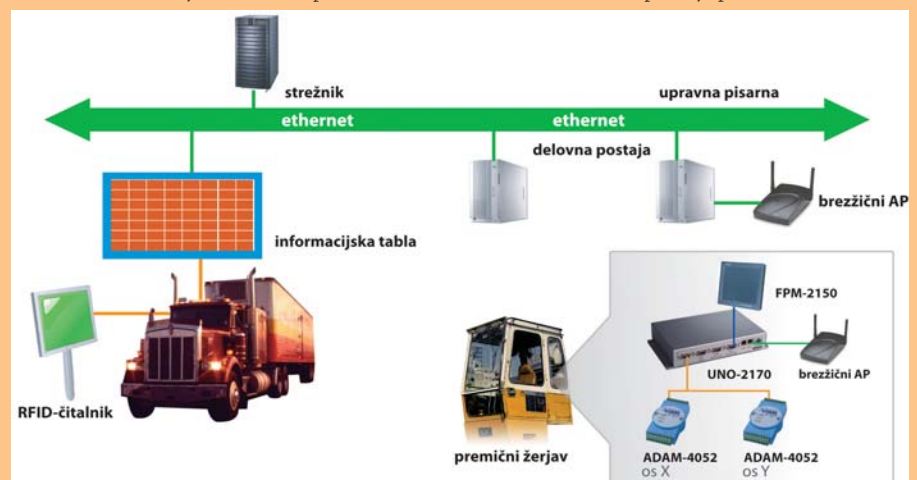 strežnik
upravna pisarna
ethernet
ethernet
delovna postaja
brezžični AP
informacijska tabla
FPM-2150
UNO-2170
brezžični AP
RFID-čitalnik
premični žerjav
ADAM-4052
os X
ADAM-4052
os Y